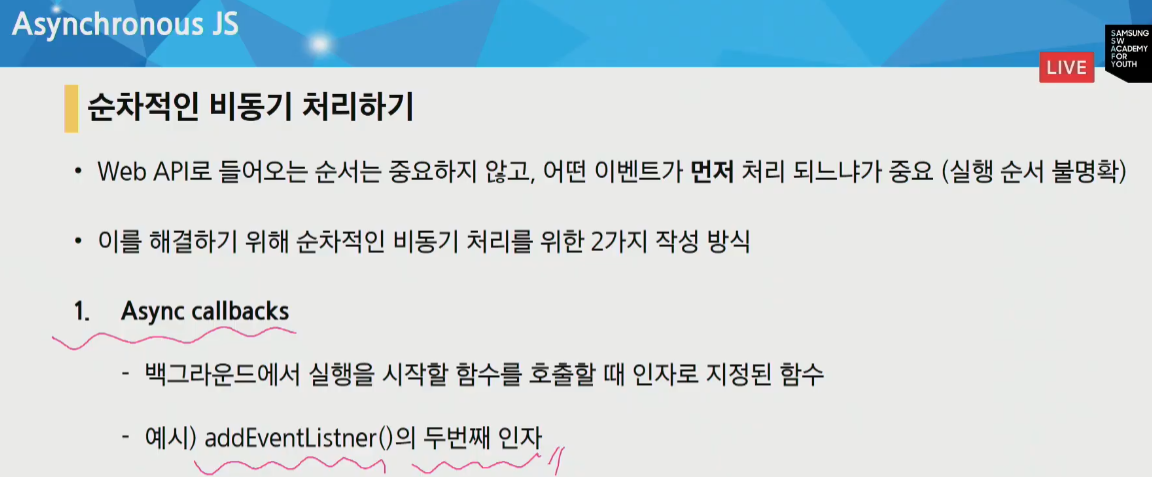 Asynchronous JS
SAMSUNG
SW
ACADEMY
FOR
YOUTH
LIVE
순차적인 비동기 처리하기
• Web API로 들어오는 순서는 중요하지 않고, 어떤 이벤트가 먼저 처리 되느냐가 중요 (실행 순서 불명확)
• 이를 해결하기 위해 순차적인 비동기 처리를 위한 2가지 작성 방식
1. Async callbacks
- 백그라운드에서 실행을 시작할 함수를 호출할 때 인자로 지정된 함수
- 예시) addEventListner()의 두번째 인자